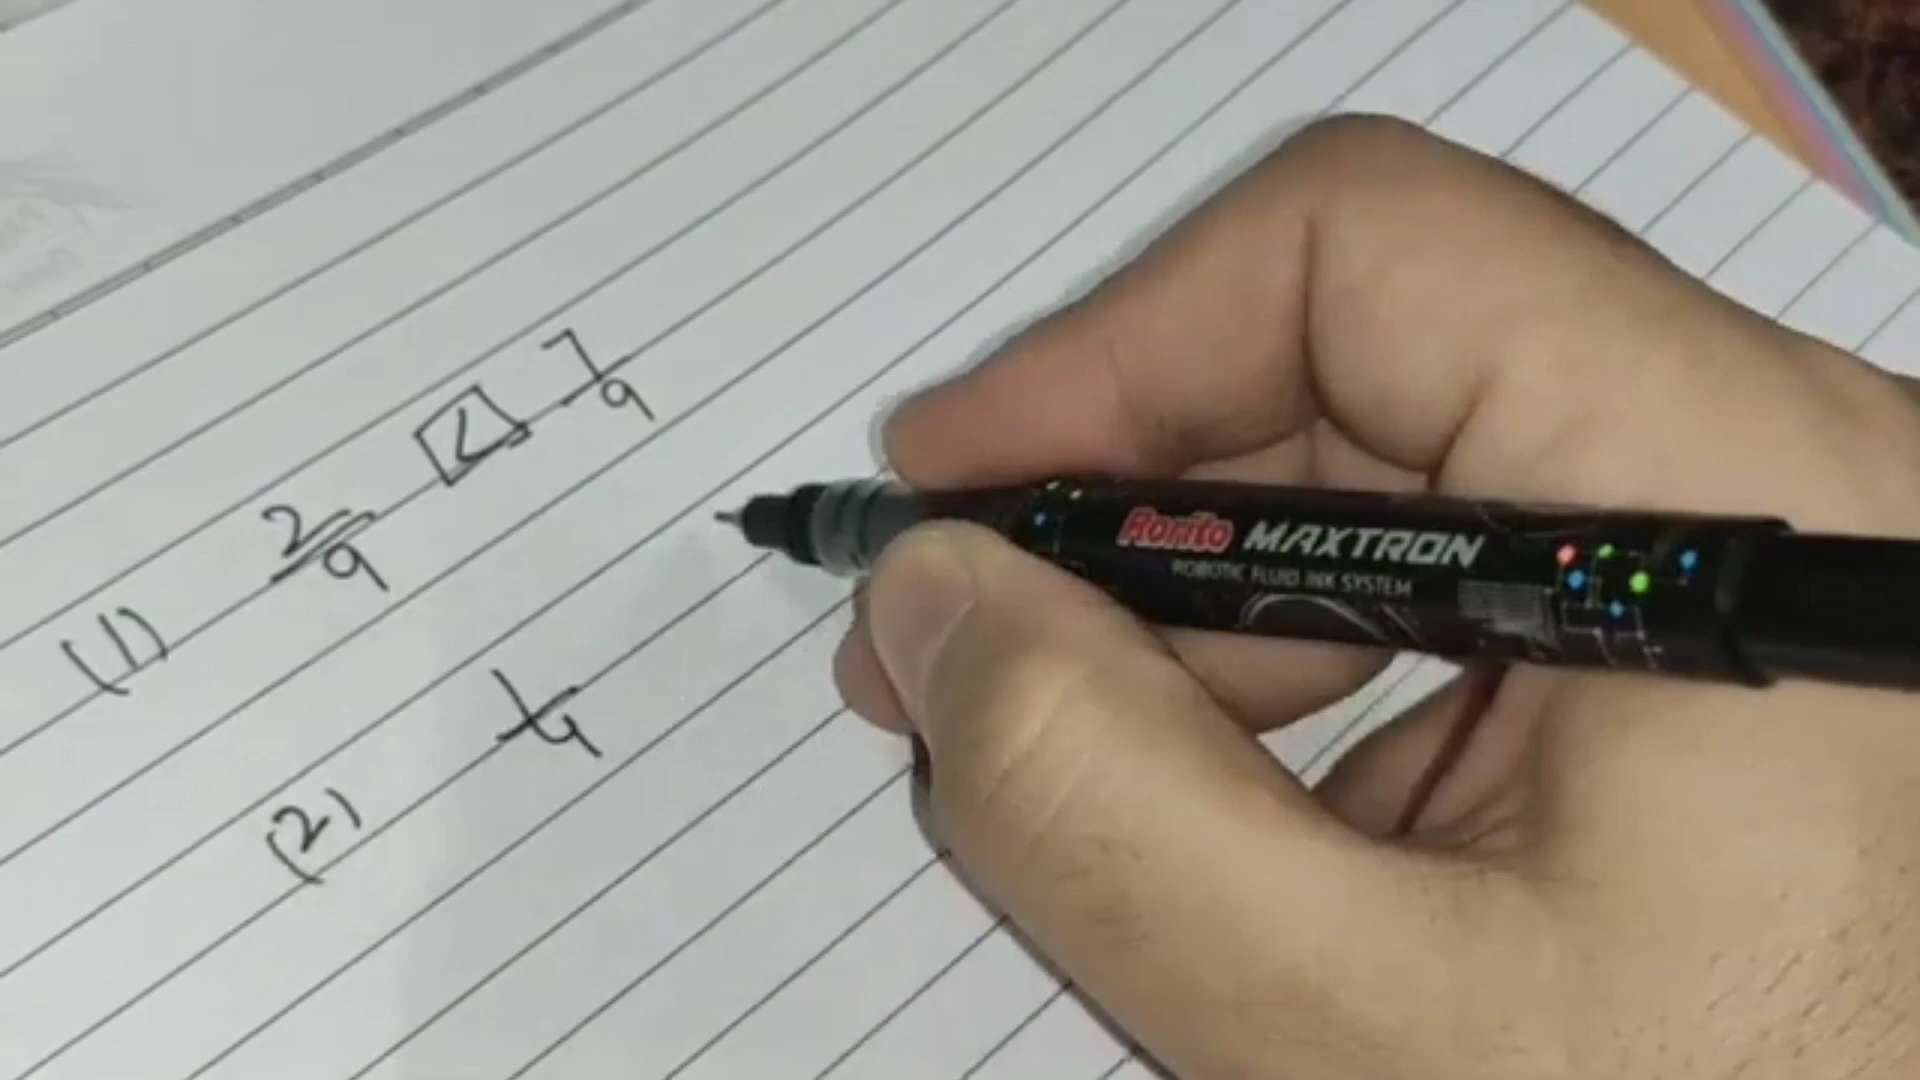 (1) 2/9 [<] 7/9
(2) 1/4
Rorito MAXTRON
ROBOTIC FLUID INK SYSTEM